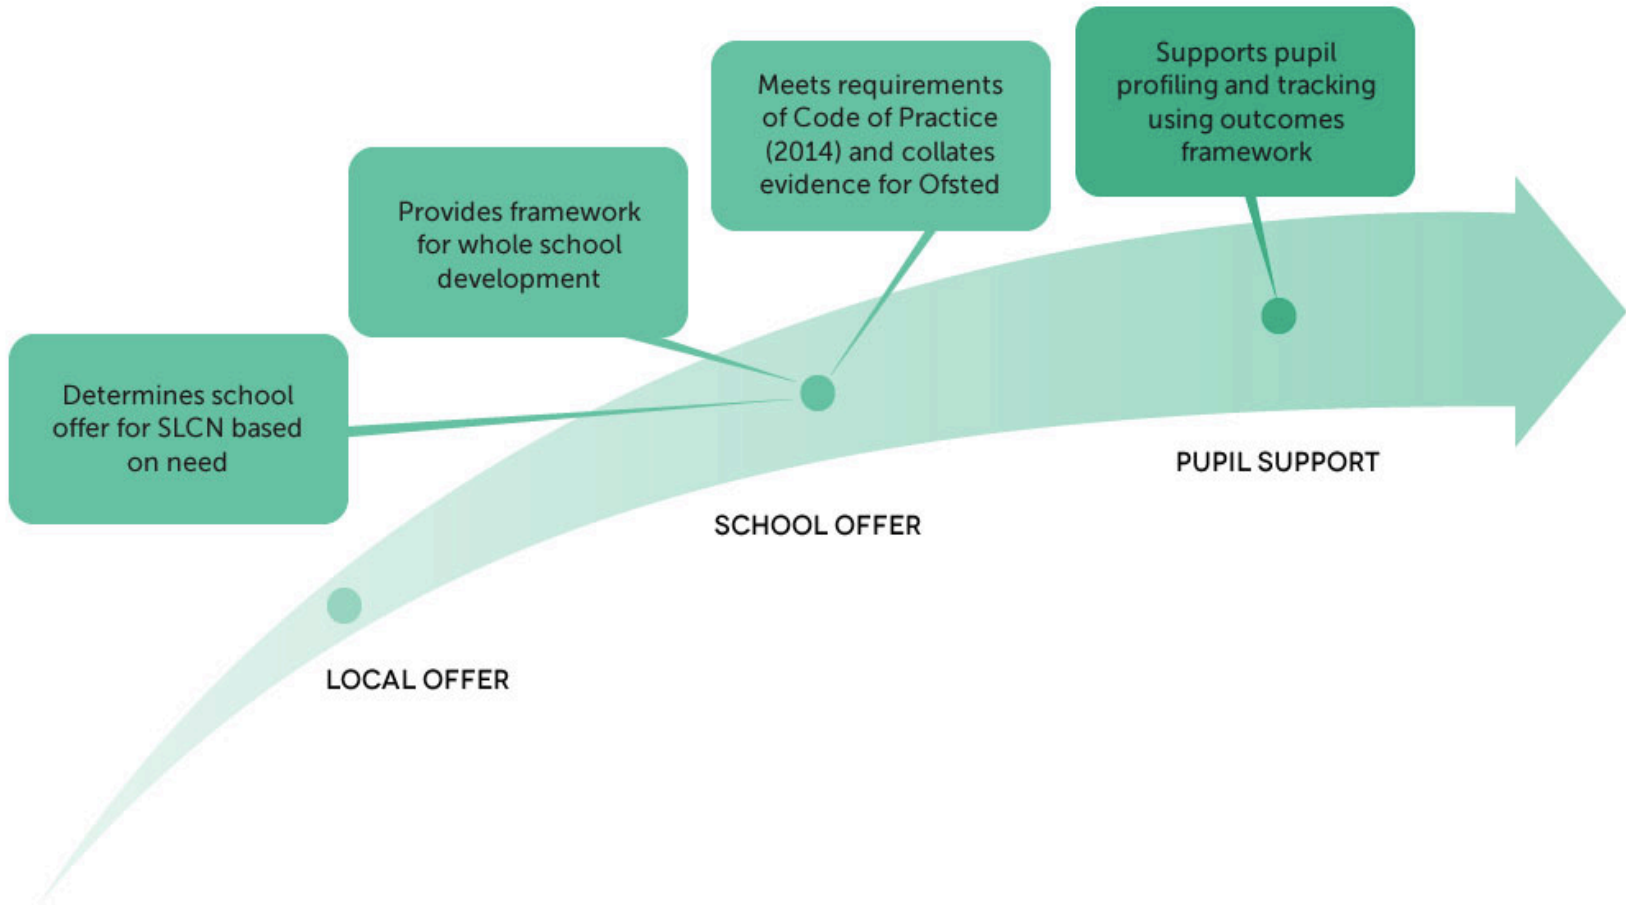 Supports pupil
profiling and tracking
using outcomes
framework
Meets requirements
of Code of Practice
(2014) and collates
evidence for Ofsted
Provides framework
for whole school
development
Determines school
offer for SLCN based
on need
PUPIL SUPPORT
SCHOOL OFFER
LOCAL OFFER